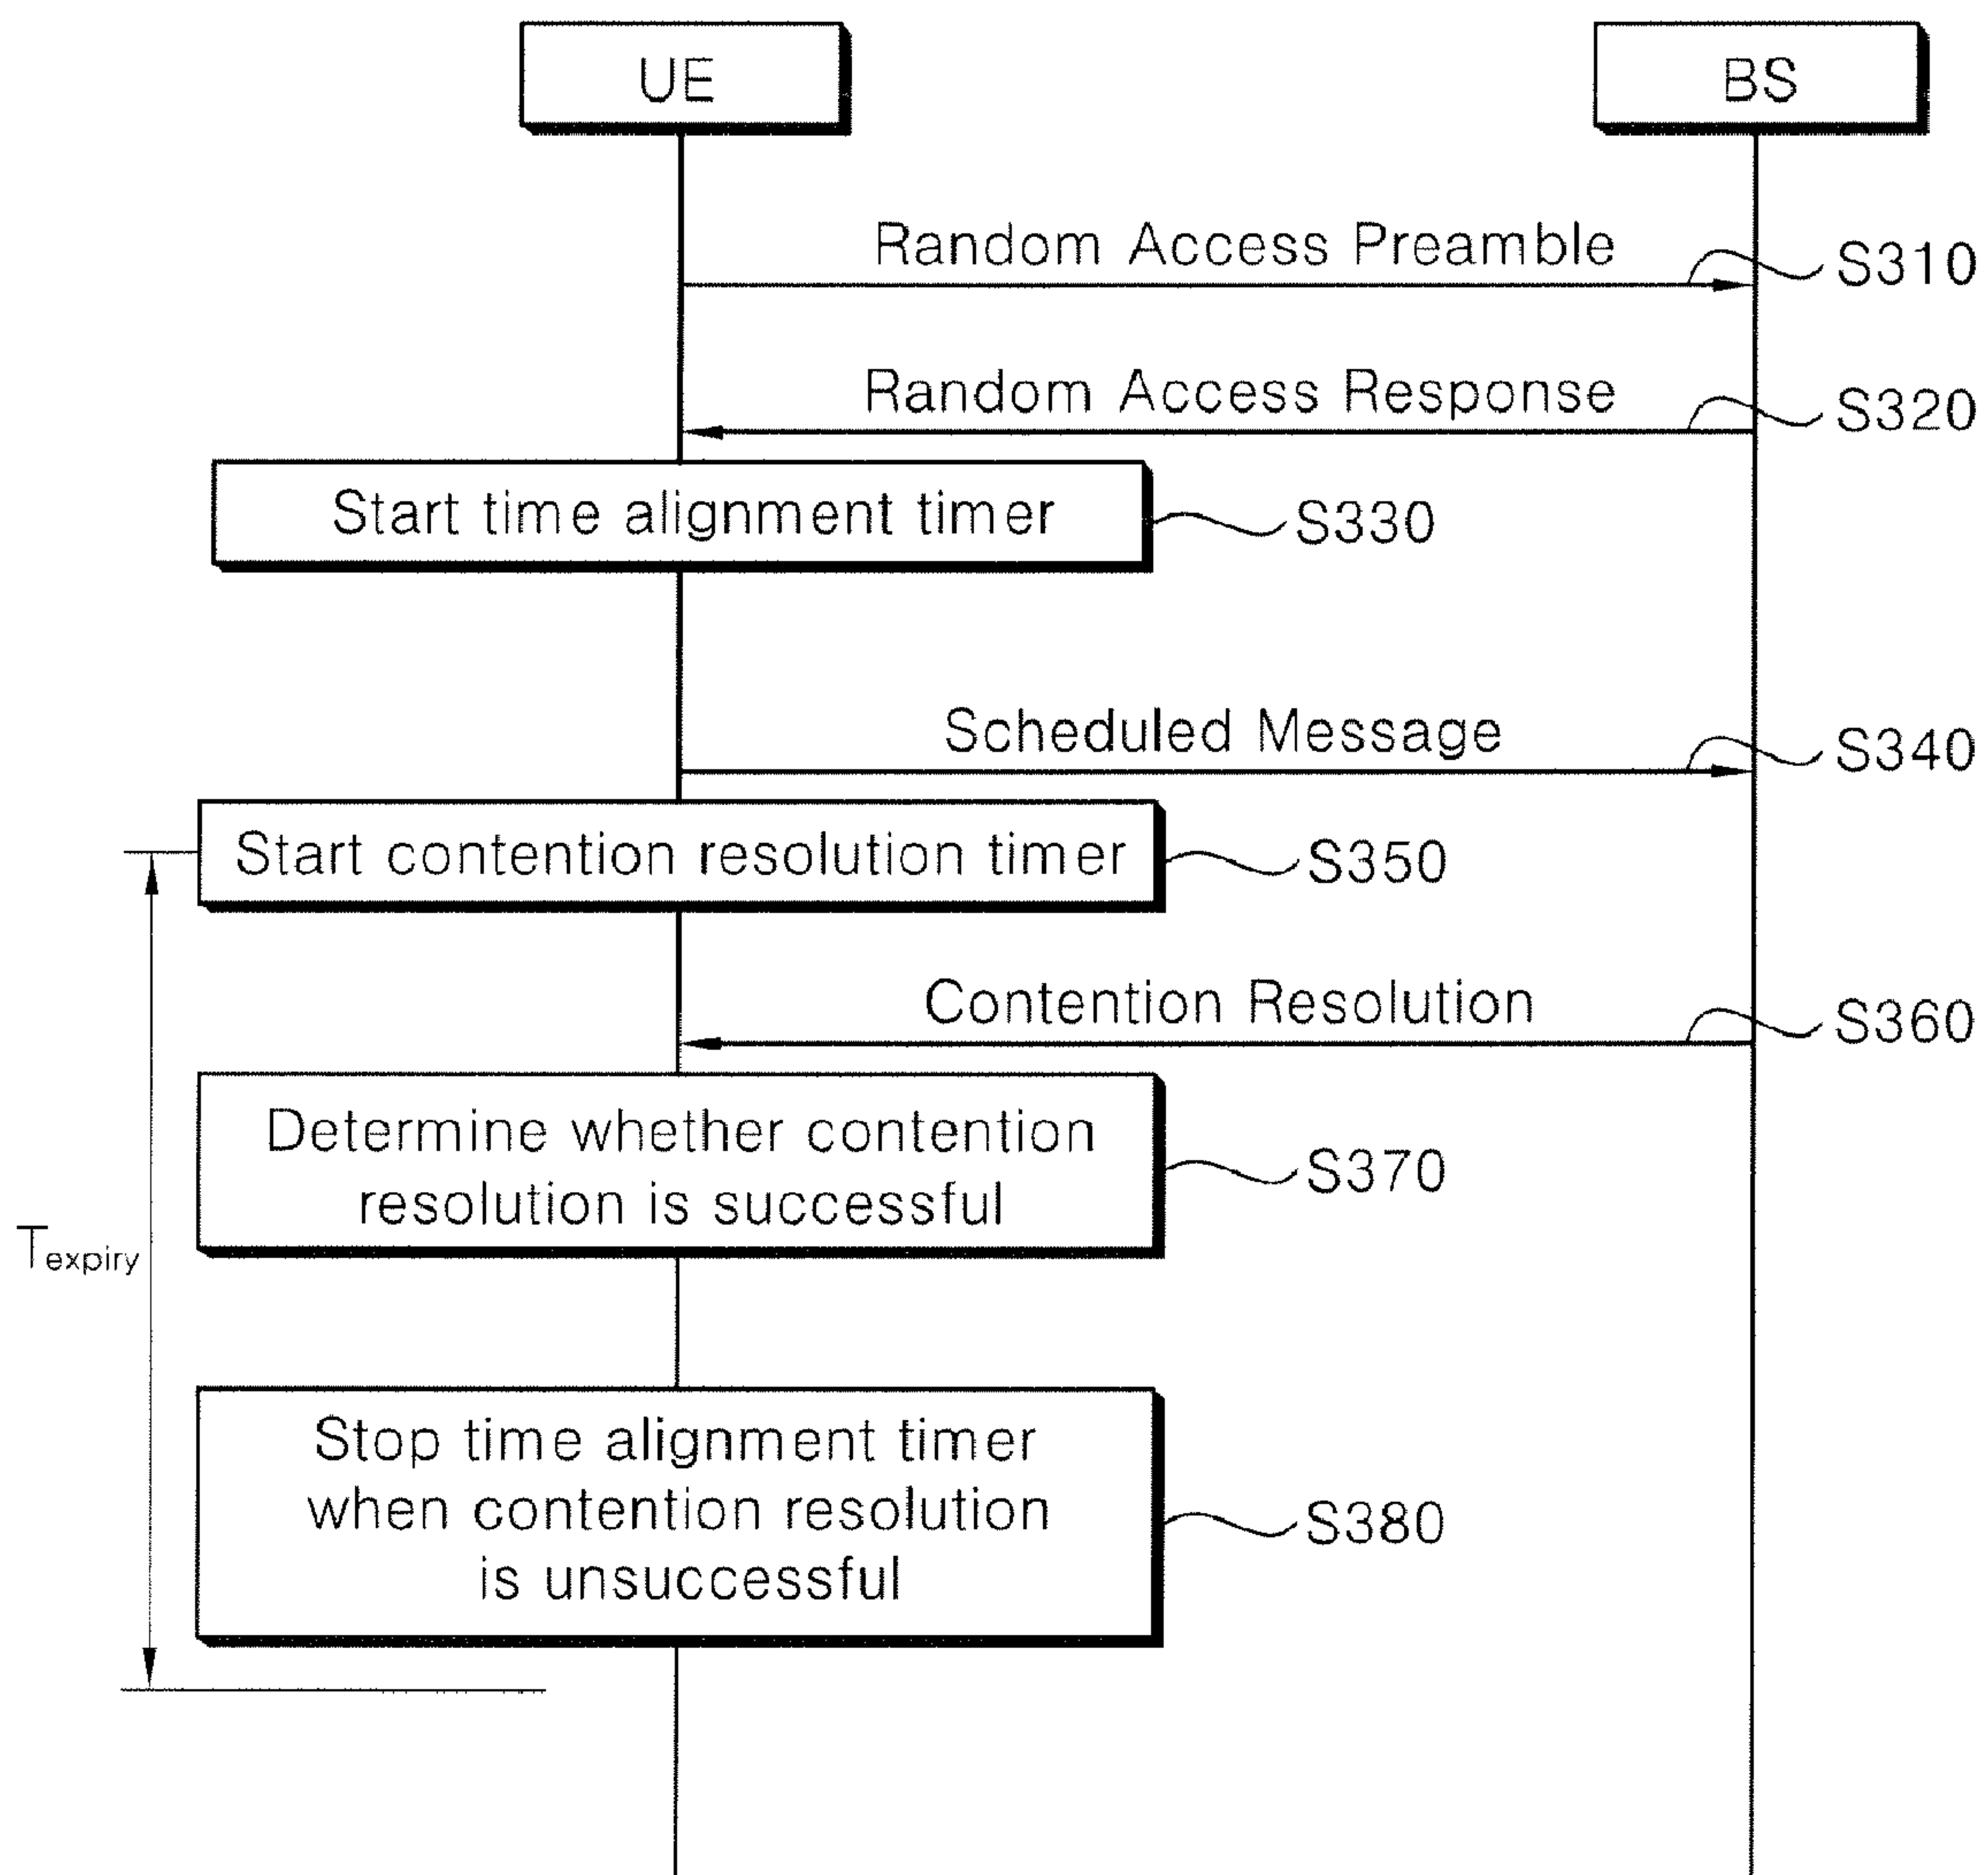 UE
BS
Random Access Preamble
S310
Random Access Response
S320
Start time alignment timer
S330
Scheduled Message
S340
Start contention resolution timer
S350
Contention Resolution
S360
Determine whether contention
resolution is successful
S370
Texpiry
Stop time alignment timer
when contention resolution
is unsuccessful
S380